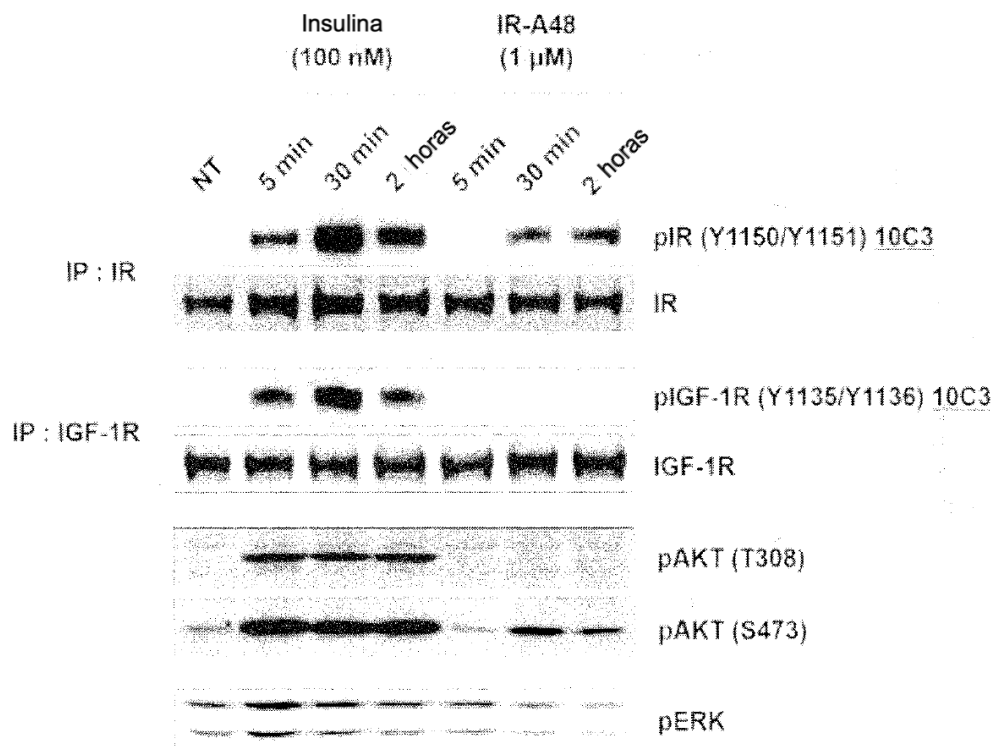 Insulina
(100 nM)
IR-A48
(1 µM)
NT
5 min
30 min
2 horas
5 min
30 min
2 horas
IP : IR
pIR (Y1150/Y1151) 10C3
IR
IP : IGF-1R
pIGF-1R (Y1135/Y1136) 10C3
IGF-1R
pAKT (T308)
pAKT (S473)
pERK